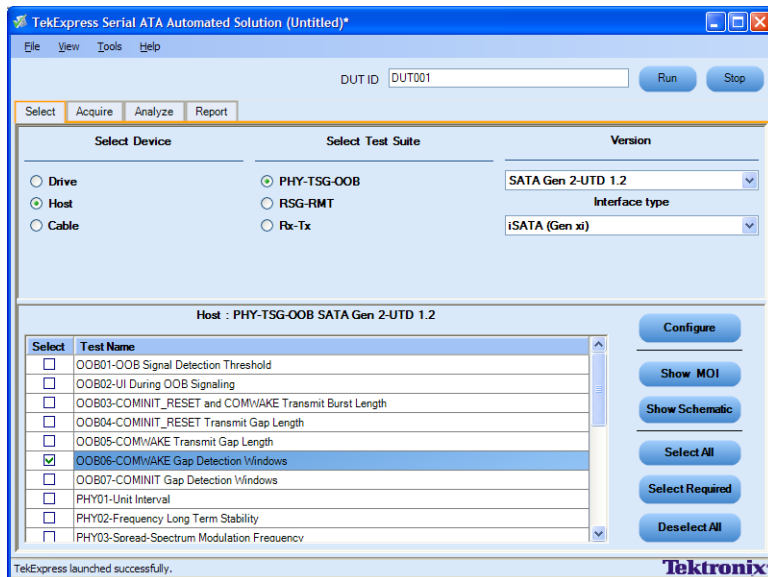 TekExpress Serial ATA Automated Solution (Untitled)*
File View Tools Help
DUT ID DUT001 Run Stop
Select Acquire Analyze Report
Select Device Select Test Suite Version
Drive PHY-TSG-OOB SATA Gen 2-UTD 1.2
Host RSG-RMT Interface type
Cable Rx-Tx iSATA (Gen xi)
Host : PHY-TSG-OOB SATA Gen 2-UTD 1.2
Configure
Select Test Name
OOB01-OOB Signal Detection Threshold
OOB02-UI During OOB Signaling
Show MOI
OOB03-COMINIT_RESET and COMWAKE Transmit Burst Length
OOB04-COMINIT_RESET Transmit Gap Length
Show Schematic
OOB05-COMWAKE Transmit Gap Length
OOB06-COMWAKE Gap Detection Windows
Select All
OOB07-COMINIT Gap Detection Windows
PHY01-Unit Interval
Select Required
PHY02-Frequency Long Term Stability
PHY03-Spread-Spectrum Modulation Frequency
Deselect All
TekExpress launched successfully.
Tektronix